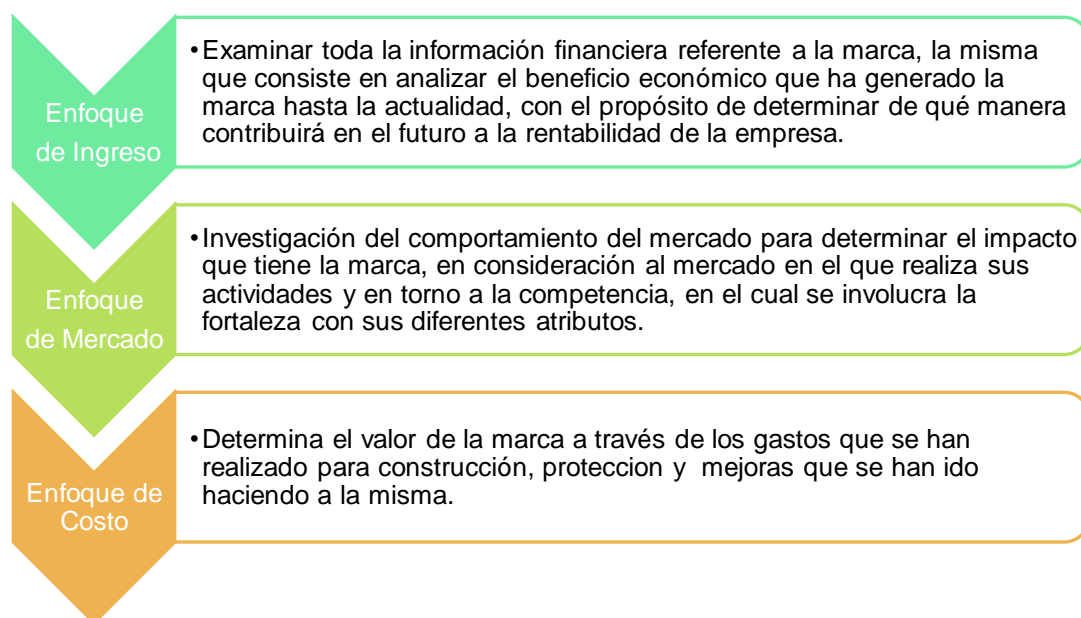 Enfoque
de Ingreso
•Examinar toda la información financiera referente a la marca, la misma
que consiste en analizar el beneficio económico que ha generado la
marca hasta la actualidad, con el propósito de determinar de qué manera
contribuirá en el futuro a la rentabilidad de la empresa.
Enfoque
de Mercado
•Investigación del comportamiento del mercado para determinar el impacto
que tiene la marca, en consideración al mercado en el que realiza sus
actividades y en torno a la competencia, en el cual se involucra la
fortaleza con sus diferentes atributos.
Enfoque de
Costo
•Determina el valor de la marca a través de los gastos que se han
realizado para construcción, proteccion y mejoras que se han ido
haciendo a la misma.